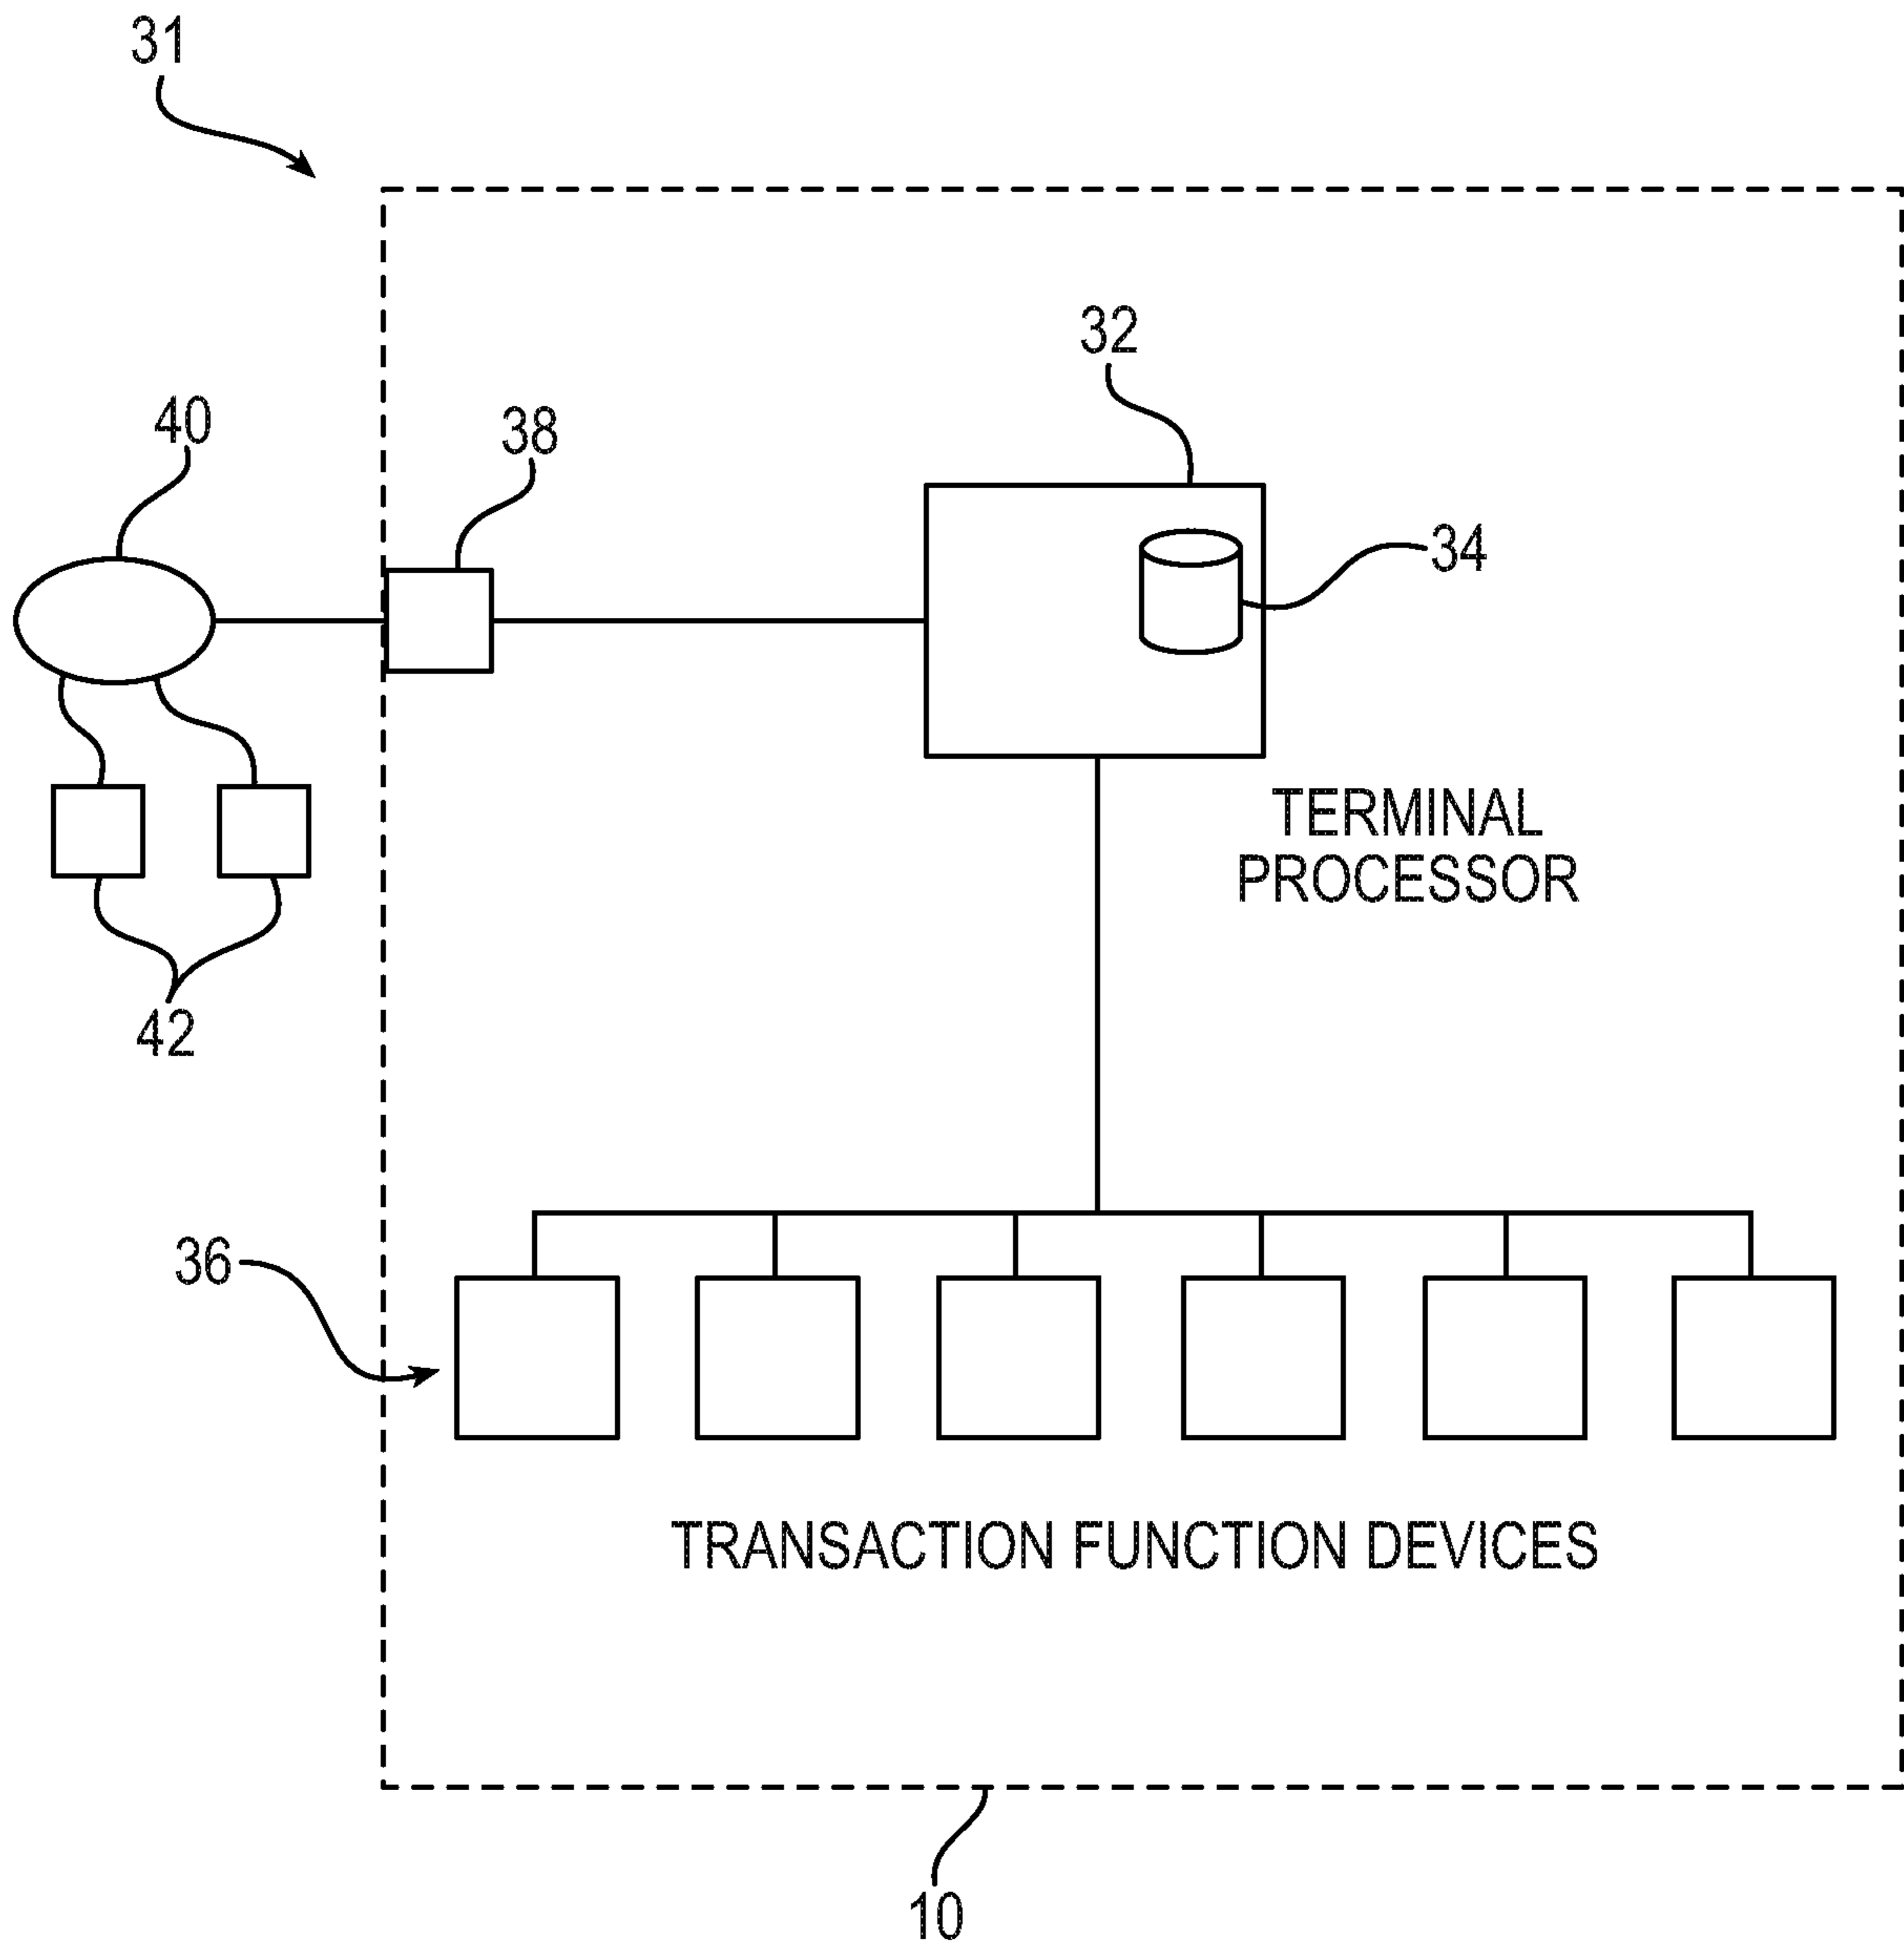 31
32
40
38
34
TERMINAL
PROCESSOR
42
36
TRANSACTION FUNCTION DEVICES
10